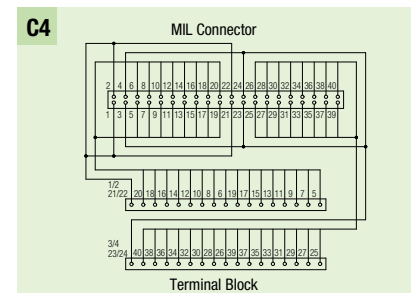 C4
MIL Connector
2 4 6 8 10 12 14 16 18 20 22 24 26 28 30 32 34 36 38 40
1 3 5 7 9 11 13 15 17 19 21 23 25 27 29 31 33 35 37 39
1/2
21/22 20 18 16 14 12 10 8 6 19 17 15 13 11 9 7 5
3/4
23/24 40 38 36 34 32 30 28 26 39 37 35 33 31 29 27 25
Terminal Block